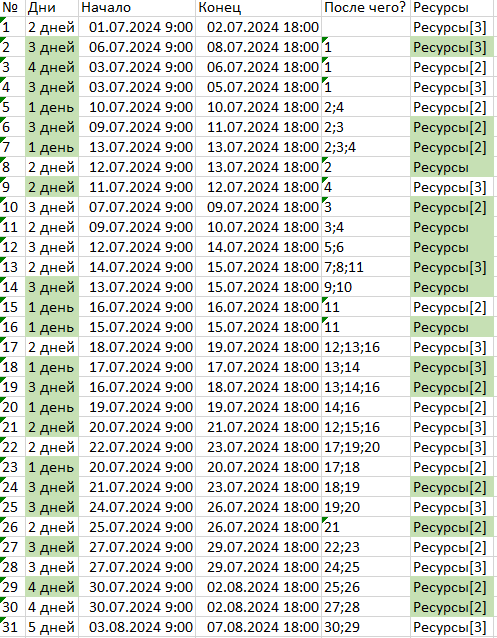 № Дни Начало Конец После чего? Ресурсы
1 2 дней 01.07.2024 9:00 02.07.2024 18:00 Ресурсы[3]
2 3 дней 06.07.2024 9:00 08.07.2024 18:00 1 Ресурсы[3]
3 4 дней 03.07.2024 9:00 06.07.2024 18:00 1 Ресурсы[2]
4 3 дней 03.07.2024 9:00 05.07.2024 18:00 1 Ресурсы[3]
5 1 день 10.07.2024 9:00 10.07.2024 18:00 2;4 Ресурсы[2]
6 3 дней 09.07.2024 9:00 11.07.2024 18:00 2;3 Ресурсы[2]
7 1 день 13.07.2024 9:00 13.07.2024 18:00 2;3;4 Ресурсы[2]
8 2 дней 12.07.2024 9:00 13.07.2024 18:00 2 Ресурсы
9 2 дней 11.07.2024 9:00 12.07.2024 18:00 4 Ресурсы[3]
10 3 дней 07.07.2024 9:00 09.07.2024 18:00 3 Ресурсы[2]
11 2 дней 09.07.2024 9:00 10.07.2024 18:00 3;4 Ресурсы
12 3 дней 12.07.2024 9:00 14.07.2024 18:00 5;6 Ресурсы
13 2 дней 14.07.2024 9:00 15.07.2024 18:00 7;8;11 Ресурсы[3]
14 3 дней 13.07.2024 9:00 15.07.2024 18:00 9;10 Ресурсы
15 1 день 16.07.2024 9:00 16.07.2024 18:00 11 Ресурсы[2]
16 1 день 15.07.2024 9:00 15.07.2024 18:00 11 Ресурсы
17 2 дней 18.07.2024 9:00 19.07.2024 18:00 12;13;16 Ресурсы[3]
18 1 день 17.07.2024 9:00 17.07.2024 18:00 13;14 Ресурсы[3]
19 3 дней 16.07.2024 9:00 18.07.2024 18:00 13;14;16 Ресурсы[2]
20 1 день 19.07.2024 9:00 19.07.2024 18:00 14;16 Ресурсы[2]
21 2 дней 20.07.2024 9:00 21.07.2024 18:00 12;15;16 Ресурсы[3]
22 2 дней 22.07.2024 9:00 23.07.2024 18:00 17;19;20 Ресурсы[3]
23 1 день 20.07.2024 9:00 20.07.2024 18:00 17;18 Ресурсы[2]
24 3 дней 21.07.2024 9:00 23.07.2024 18:00 18;19 Ресурсы[2]
25 3 дней 24.07.2024 9:00 26.07.2024 18:00 19;20 Ресурсы[3]
26 2 дней 25.07.2024 9:00 26.07.2024 18:00 21 Ресурсы[2]
27 3 дней 27.07.2024 9:00 29.07.2024 18:00 22;23 Ресурсы[2]
28 3 дней 27.07.2024 9:00 29.07.2024 18:00 24;25 Ресурсы[3]
29 4 дней 30.07.2024 9:00 02.08.2024 18:00 25;26 Ресурсы[2]
30 4 дней 30.07.2024 9:00 02.08.2024 18:00 27;28 Ресурсы[2]
31 5 дней 03.08.2024 9:00 07.08.2024 18:00 30;29 Ресурсы[3]